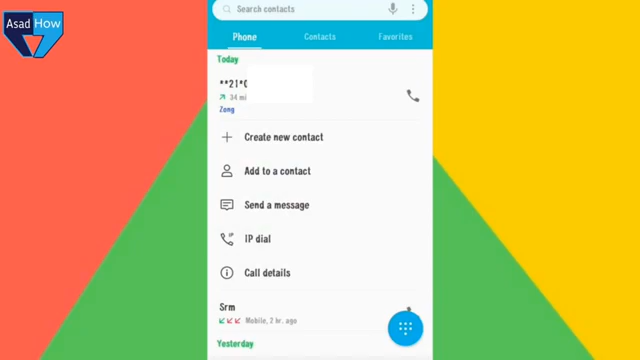 Asad How
Search contacts
Phone Contacts Favorites
Today
**21*
34 mi
Zong
Create new contact
Add to a contact
Send a message
IP
IP dial
Call details
Srm
Mobile, 2 hr. ago
Yesterday